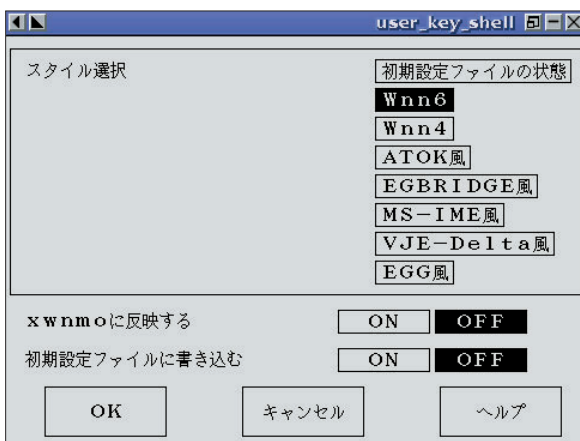 user_key_shell
スタイル選択
初期設定ファイルの状態
Wnn6
Wnn4
ATOK風
EGBRIDGE風
MS-IME風
VJE-Delta風
EGG風
xwnmoに反映する ON OFF
初期設定ファイルに書き込む ON OFF
OK キャンセル ヘルプ